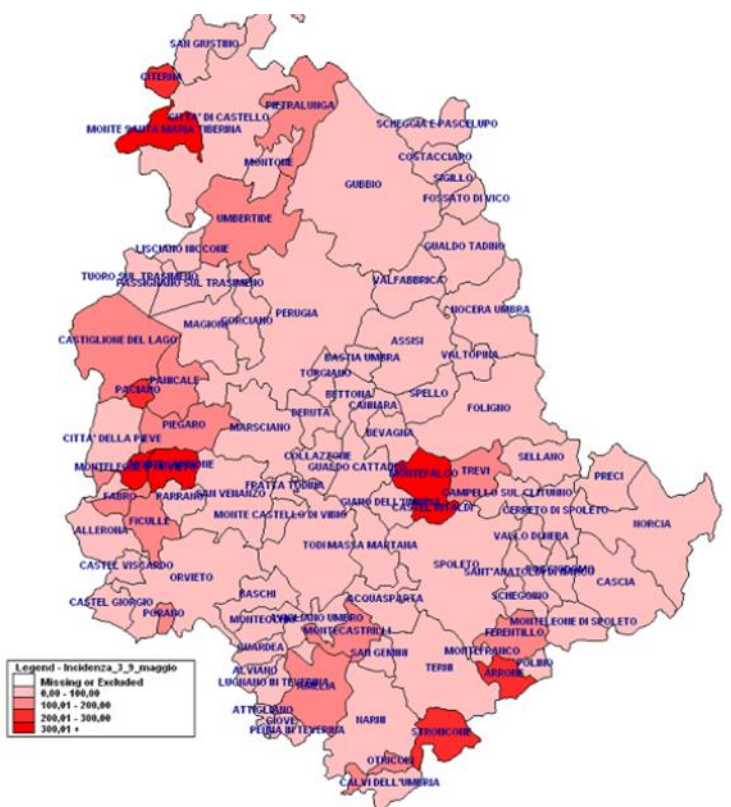 SAN GIUSTINO
CITERNA
CITTA' DI CASTELLO
PIETRALUNGA
MONTE SANTA MARIA TIBERINA
SCHEGGIA E PASCELUPO
MONTONE
COSTACCIARO
SIGILLO
GUBBIO
FOSSATO DI VICO
UMBERTIDE
LISCIANO NICCONE
GUALDO TADINO
TUORO SUL TRASIMENO
PASSIGNANO SUL TRASIMENO
VALFABBRICA
NOCERA UMBRA
PERUGIA
CORCIANO
MAGIONE
CASTIGLIONE DEL LAGO
ASSISI
BASTIA UMBRA
VALTOPINA
TORGIANO
PANICALE
PACIANO
BETTONA
SPELLO
CANNARA
FOLIGNO
DERUTA
PIEGARO
MARSCIANO
BEVAGNA
CITTA' DELLA PIEVE
COLLAZZONE
SELLANO
GUALDO CATTANEO
MONTEFALCO
TREVI
PRECI
FRATTA TODINA
CAMPELLO SUL CLITUNNO
FABRO
PARRANO
SAN VENANZO
GIANO DELL'UMBRIA
CASTEL RITALDI
CERRETO DI SPOLETO
MONTE CASTELLO DI VIBIO
FICULLE
NORCIA
ALLERONA
VALLO DI NERA
TODI
MASSA MARTANA
SPOLETO
CASTEL VISCARDO
SANT'ANATOLIA DI NARCO
ORVIETO
CASCIA
BASCHI
SCHEGGINO
CASTEL GIORGIO
ACQUASPARTA
PORANO
AVIGLIANO UMBRO
MONTELEONE DI SPOLETO
MONTECASTRILLI
FERENTILLO
GUARDEA
SAN GEMINI
MONTEFRANCO
POLINO
ALVIANO
TERNI
ARRONE
LUGNANO IN TEVERINA
AMELIA
ATTIGLIANO
GIOVE
NARNI
PENNA IN TEVERINA
STRONCONE
OTRICOLI
CALVI DELL'UMBRIA
Legend - Incidenza_3_9_maggio
Missing or Excluded
0,00 - 100,00
100,01 - 200,00
200,01 - 300,00
300,01 +